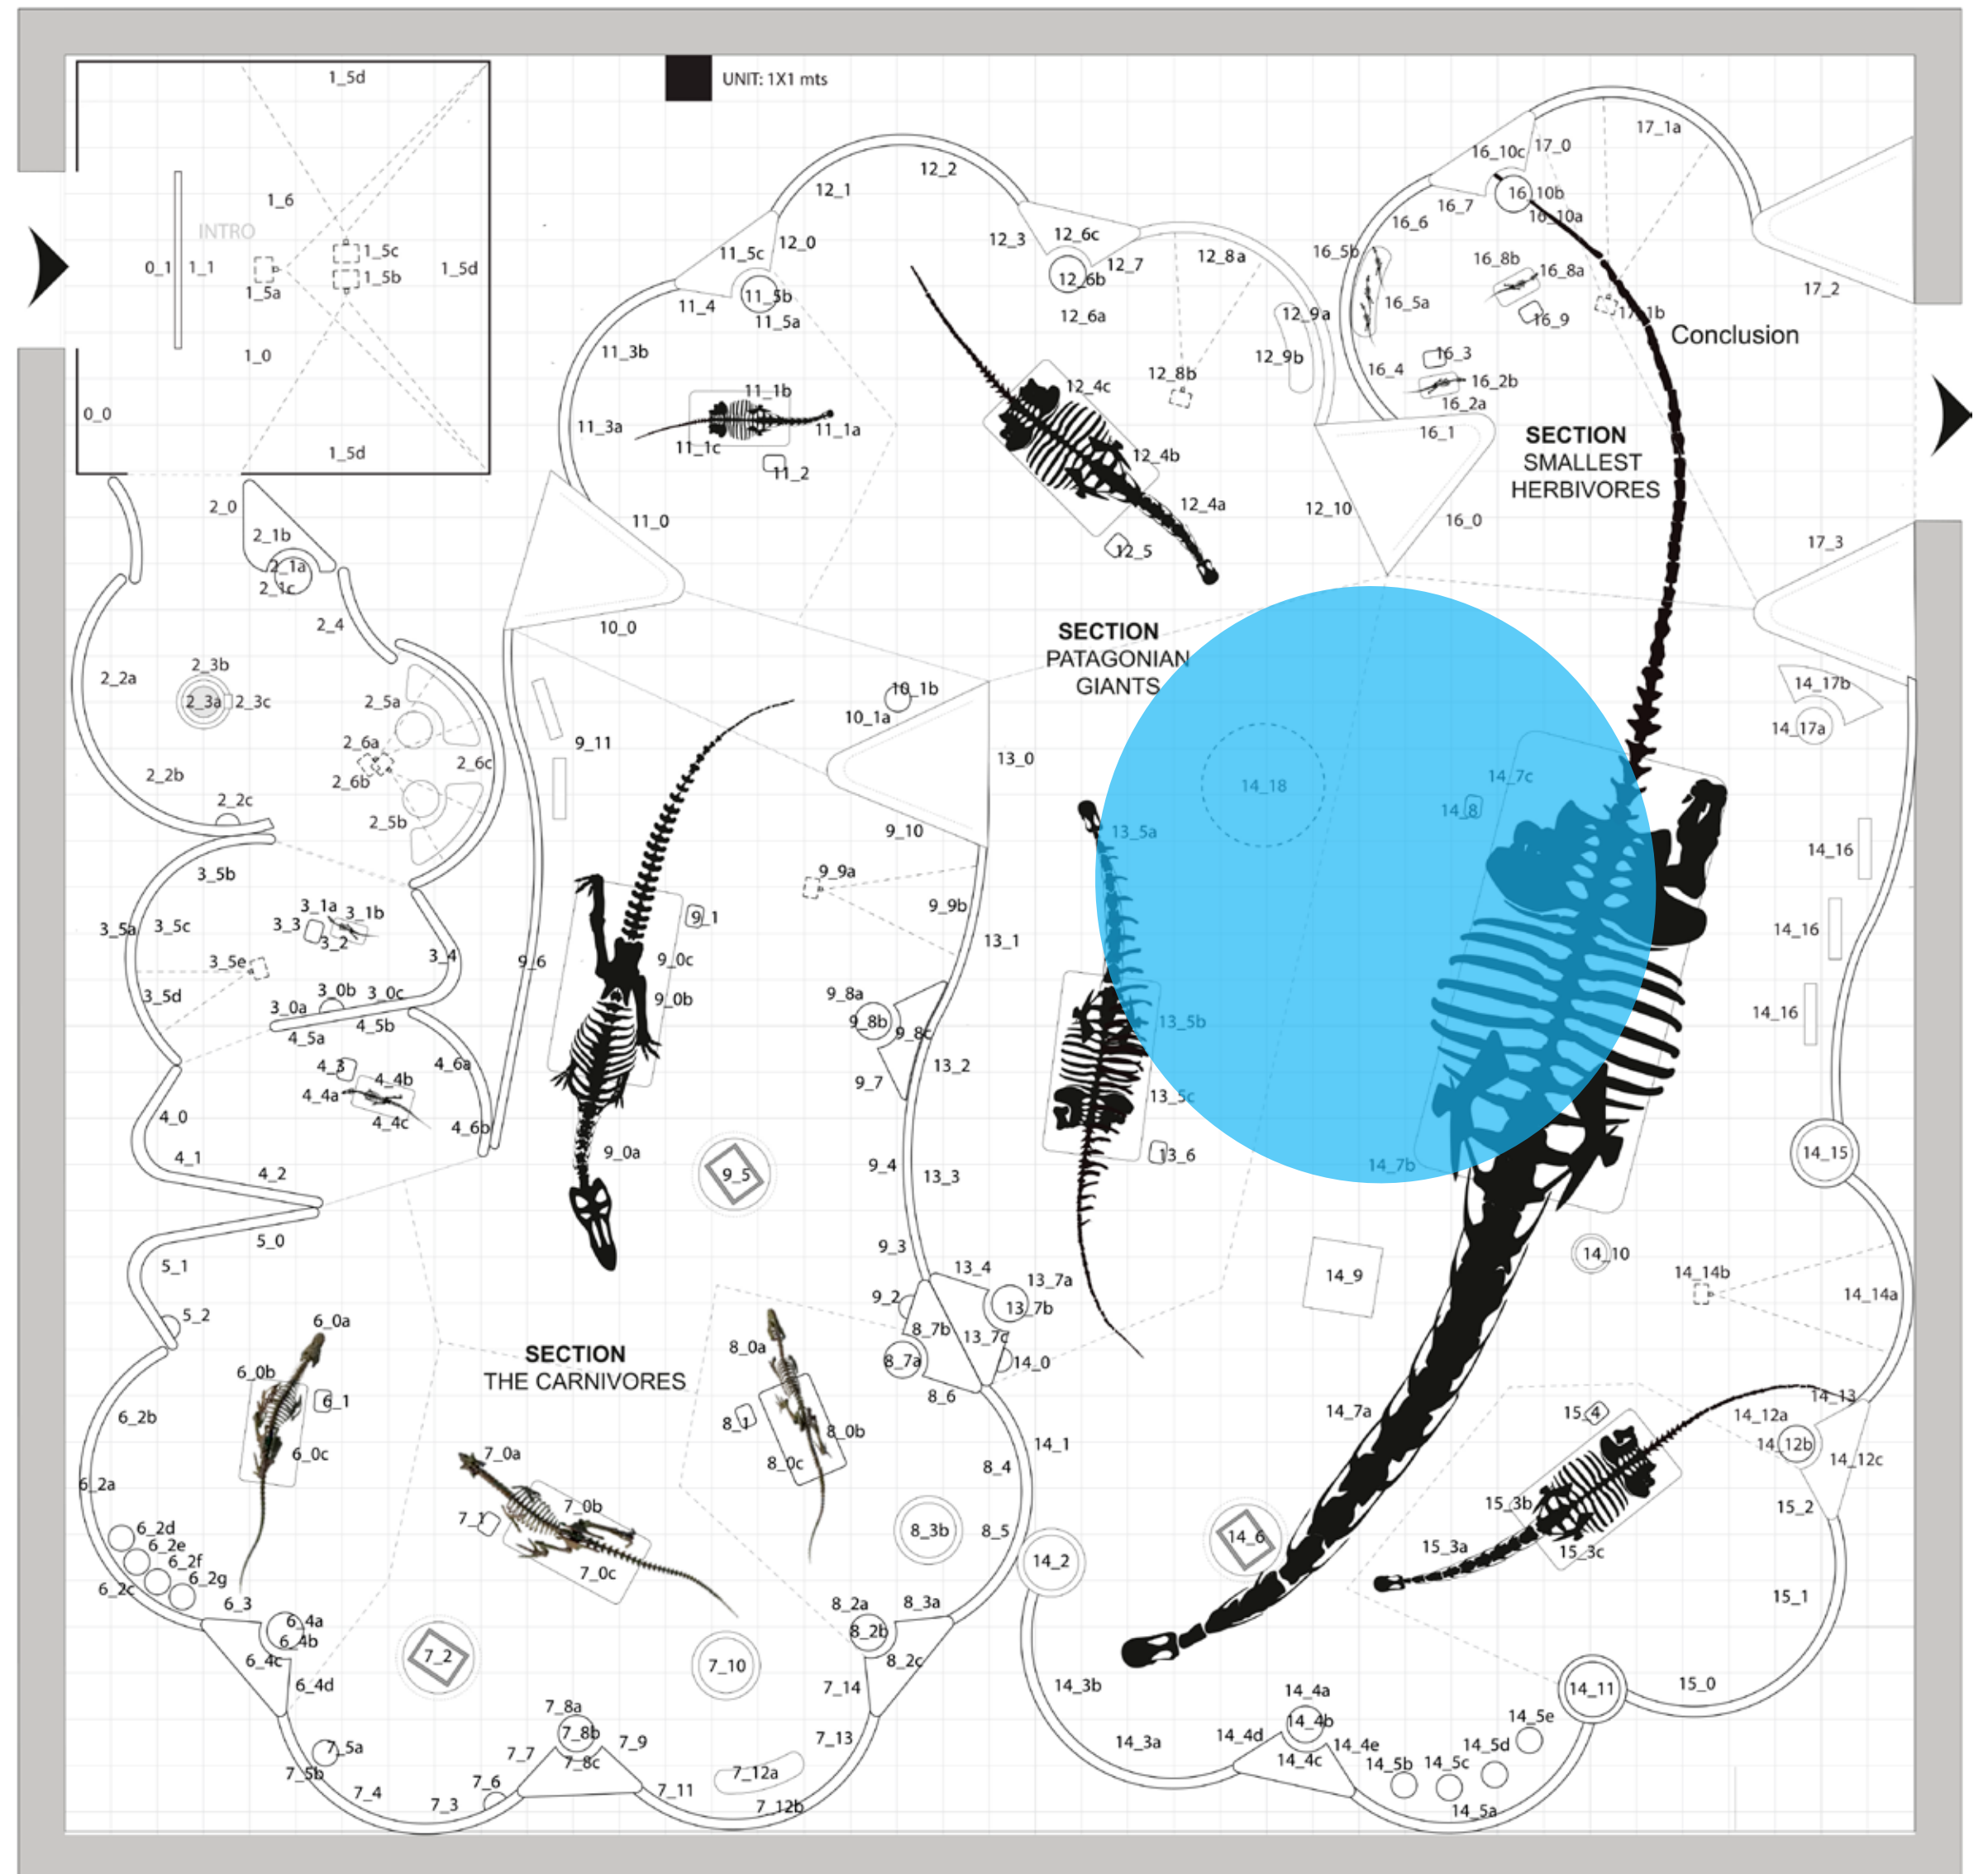 1_5d
UNIT: 1X1 mts
1_6
INTRO
0_1
1_1
1_5a
1_5c
1_5b
1_5d
1_0
0_0
1_5d
12_2
12_1
12_0
12_3
12_6c
12_7
12_6b
12_6a
12_8a
12_9a
12_9b
12_8b
11_5c
11_5b
11_5a
11_4
11_3b
11_3a
11_1b
11_1a
11_1c
11_2
11_0
12_4c
12_4b
12_4a
12_5
12_10
17_1a
17_0
16_10c
16_10b
16_10a
16_7
16_6
16_5b
16_5a
16_8b
16_8a
16_9
17_1b
17_2
Conclusion
16_3
16_4
16_2b
16_2a
16_1
16_0
SECTION
SMALLEST
HERBIVORES
17_3
2_0
2_1b
2_1a
2_1c
2_4
2_3b
2_2a
2_3a
2_3c
2_5a
2_6a
2_6b
2_6c
2_2b
2_2c
2_5b
10_0
10_1b
10_1a
9_11
9_10
SECTION
PATAGONIAN
GIANTS
13_0
14_18
13_5a
14_7c
14_8
14_17b
14_17a
14_16
14_16
14_16
3_5b
3_5a
3_5c
3_1a
3_1b
3_3
3_2
3_5e
3_4
3_5d
3_0a
3_0b
3_0c
4_5a
4_5b
4_3
4_4b
4_4a
4_4c
4_6a
4_6b
4_0
4_1
4_2
9_6
9_1
9_0c
9_0b
9_0a
9_9a
9_9b
9_8a
9_8b
9_8c
9_7
9_5
9_4
9_3
9_2
13_1
13_2
13_3
13_4
13_5b
13_5c
13_6
13_7a
13_7b
13_7c
14_0
14_7b
14_15
14_9
14_10
14_14b
14_14a
5_0
5_1
5_2
6_0a
6_0b
6_1
6_0c
6_2b
6_2a
6_2d
6_2e
6_2f
6_2g
6_2c
6_3
6_4a
6_4b
6_4c
6_4d
SECTION
THE CARNIVORES
7_0a
7_1
7_0b
7_0c
7_2
7_10
8_0a
8_1
8_0b
8_0c
8_7b
8_7a
8_6
8_4
8_5
8_3b
8_3a
8_2a
8_2b
8_2c
14_1
14_2
14_7a
14_6
15_4
14_12a
14_13
14_12b
14_12c
15_2
15_3b
15_3a
15_3c
15_1
15_0
14_11
7_14
7_13
7_5a
7_5b
7_4
7_3
7_6
7_7
7_8a
7_8b
7_8c
7_9
7_11
7_12a
7_12b
14_3b
14_3a
14_4a
14_4b
14_4d
14_4c
14_4e
14_5b
14_5c
14_5d
14_5e
14_5a